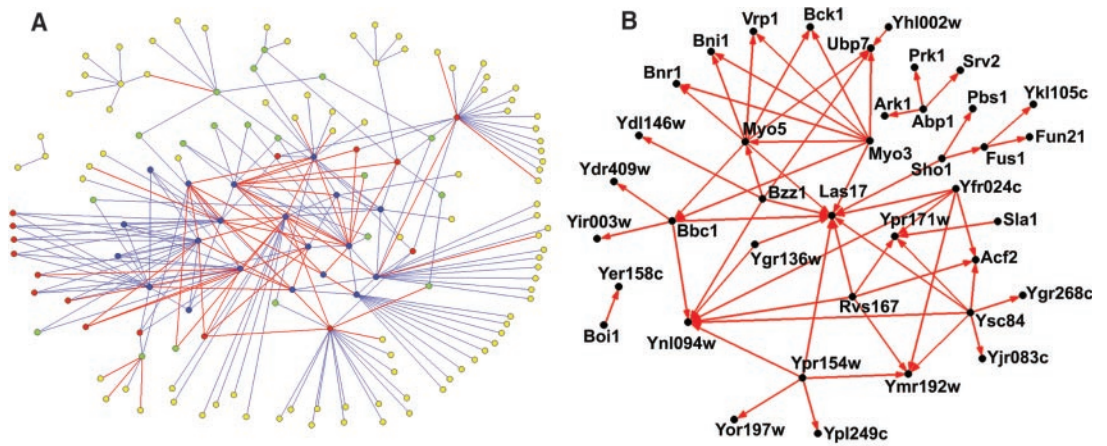 A
B
Vrp1
Bck1
Yhl002w
Bni1
Ubp7
Prk1
Srv2
Bnr1
Ykl105c
Pbs1
Ark1
Abp1
Ydl146w
Myo5
Fun21
Myo3
Sho1
Fus1
Ydr409w
Bzz1
Las17
Yfr024c
Yir003w
Bbc1
Ypr171w
Sla1
Ygr136w
Acf2
Yer158c
Ygr268c
Rvs167
Boi1
Ynl094w
Ysc84
Ypr154w
Yjr083c
Ymr192w
Yor197w
Ypl249c